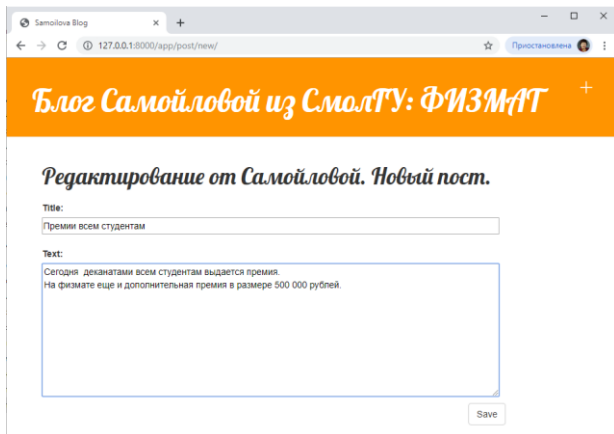 Samoilova Blog
127.0.0.1:8000/app/post/new/
Приостановлена
Блог Самойловой из СмолГУ: ФИЗМАТ
Редактирование от Самойловой. Новый пост.
Title:
Премии всем студентам
Text:
Сегодня  деканатами всем студентам выдается премия.
На физмате еще и дополнительная премия в размере 500 000 рублей.
Save